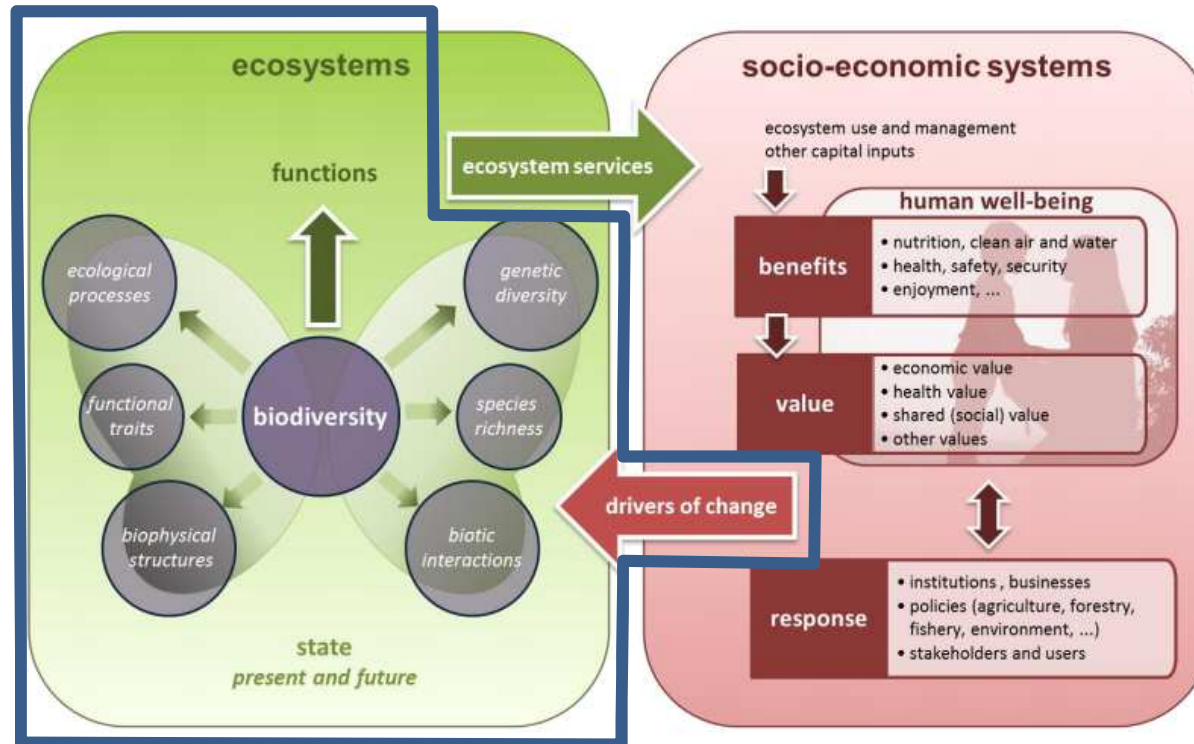 ecosystems
functions
ecological
processes
genetic
diversity
functional
traits
biodiversity
species
richness
biophysical
structures
biotic
interactions
state
present and future
ecosystem services
drivers of change
socio-economic systems
ecosystem use and management
other capital inputs
human well-being
benefits
• nutrition, clean air and water
• health, safety, security
• enjoyment, ...
value
• economic value
• health value
• shared (social) value
• other values
response
• institutions , businesses
• policies (agriculture, forestry,
fishery, environment, ...)
• stakeholders and users